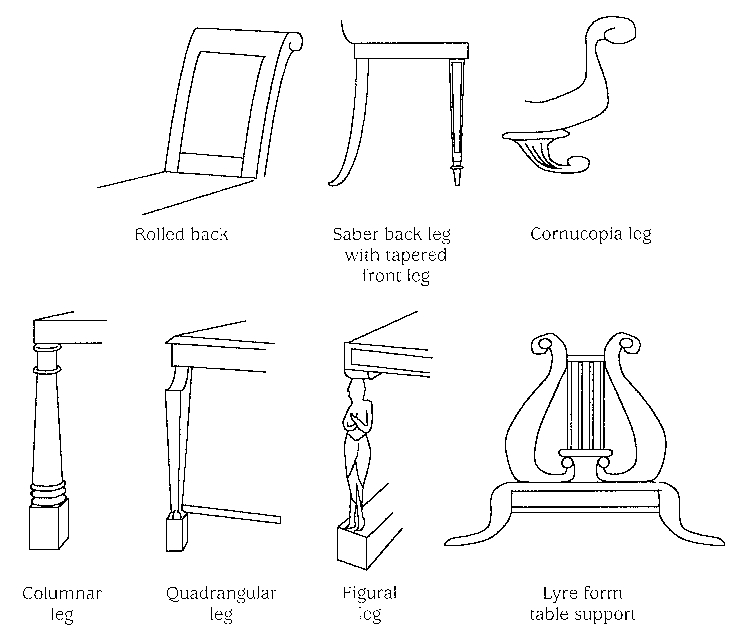 Rolled back
Saber back leg
with tapered
front leg
Cornucopia leg
Columnar
leg
Quadrangular
leg
Figural
leg
Lyre form
table support